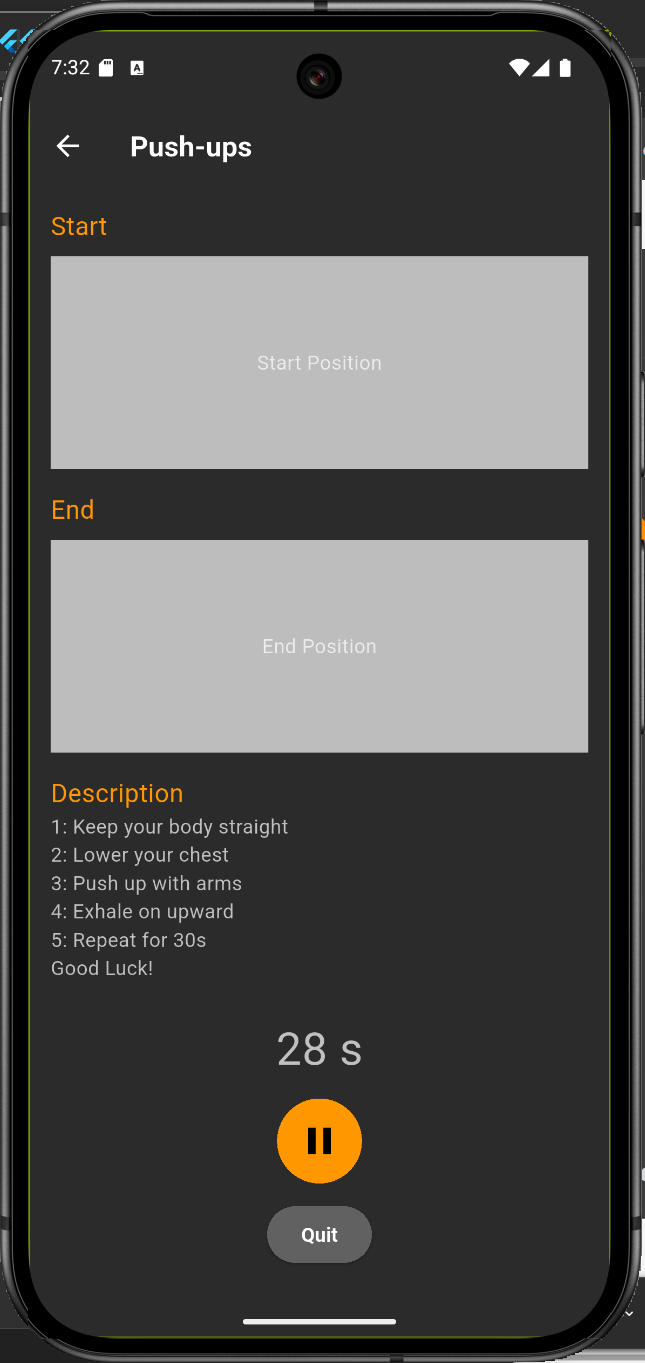 7:32
Push-ups
Start
Start Position
End
End Position
Description
1: Keep your body straight
2: Lower your chest
3: Push up with arms
4: Exhale on upward
5: Repeat for 30s
Good Luck!
28 s
Quit